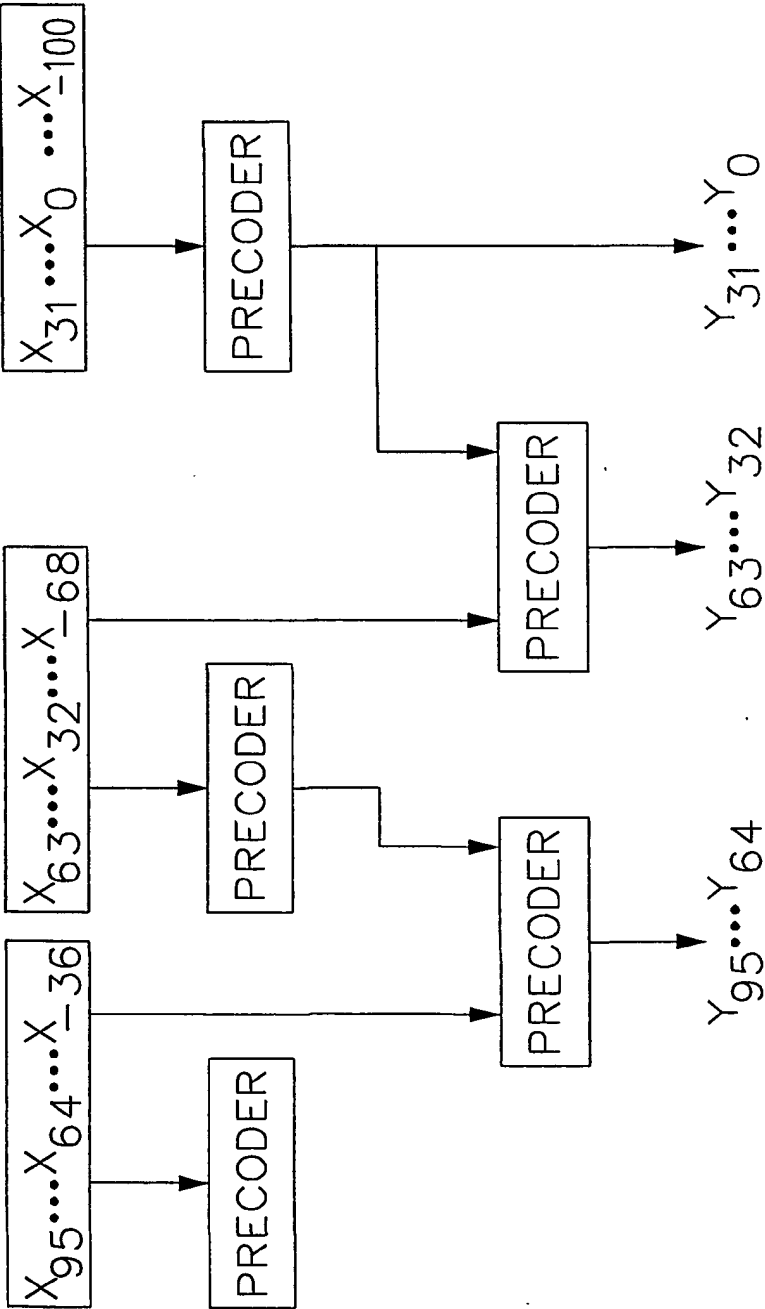 X₉₅....X₆₄....X₋₃₆
X₆₃...X₃₂...X₋₆₈
X₃₁....X₀ ...X₋₁₀₀
PRECODER
PRECODER
PRECODER
PRECODER
PRECODER
Y₉₅...Y₆₄
Y₆₃....Y₃₂
Y₃₁...Y₀